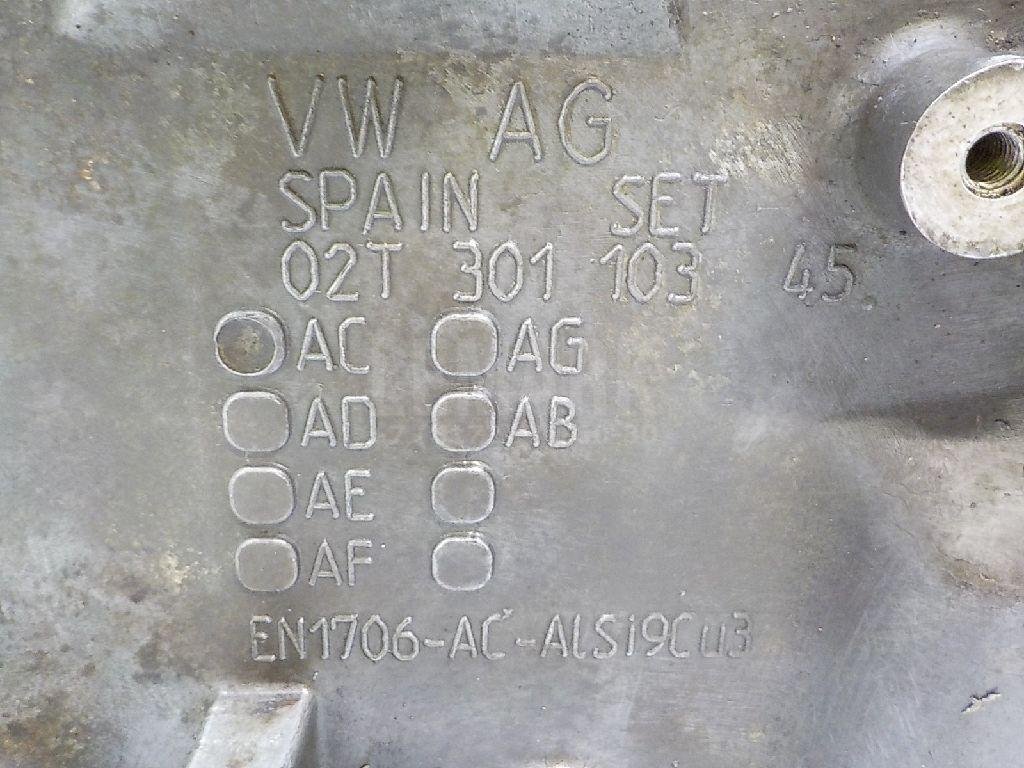 VW AG
SPAIN SET
02T 301 103 45
AC AG
AD AB
AE
AF
EN1706-AC-AlSi9Cu3